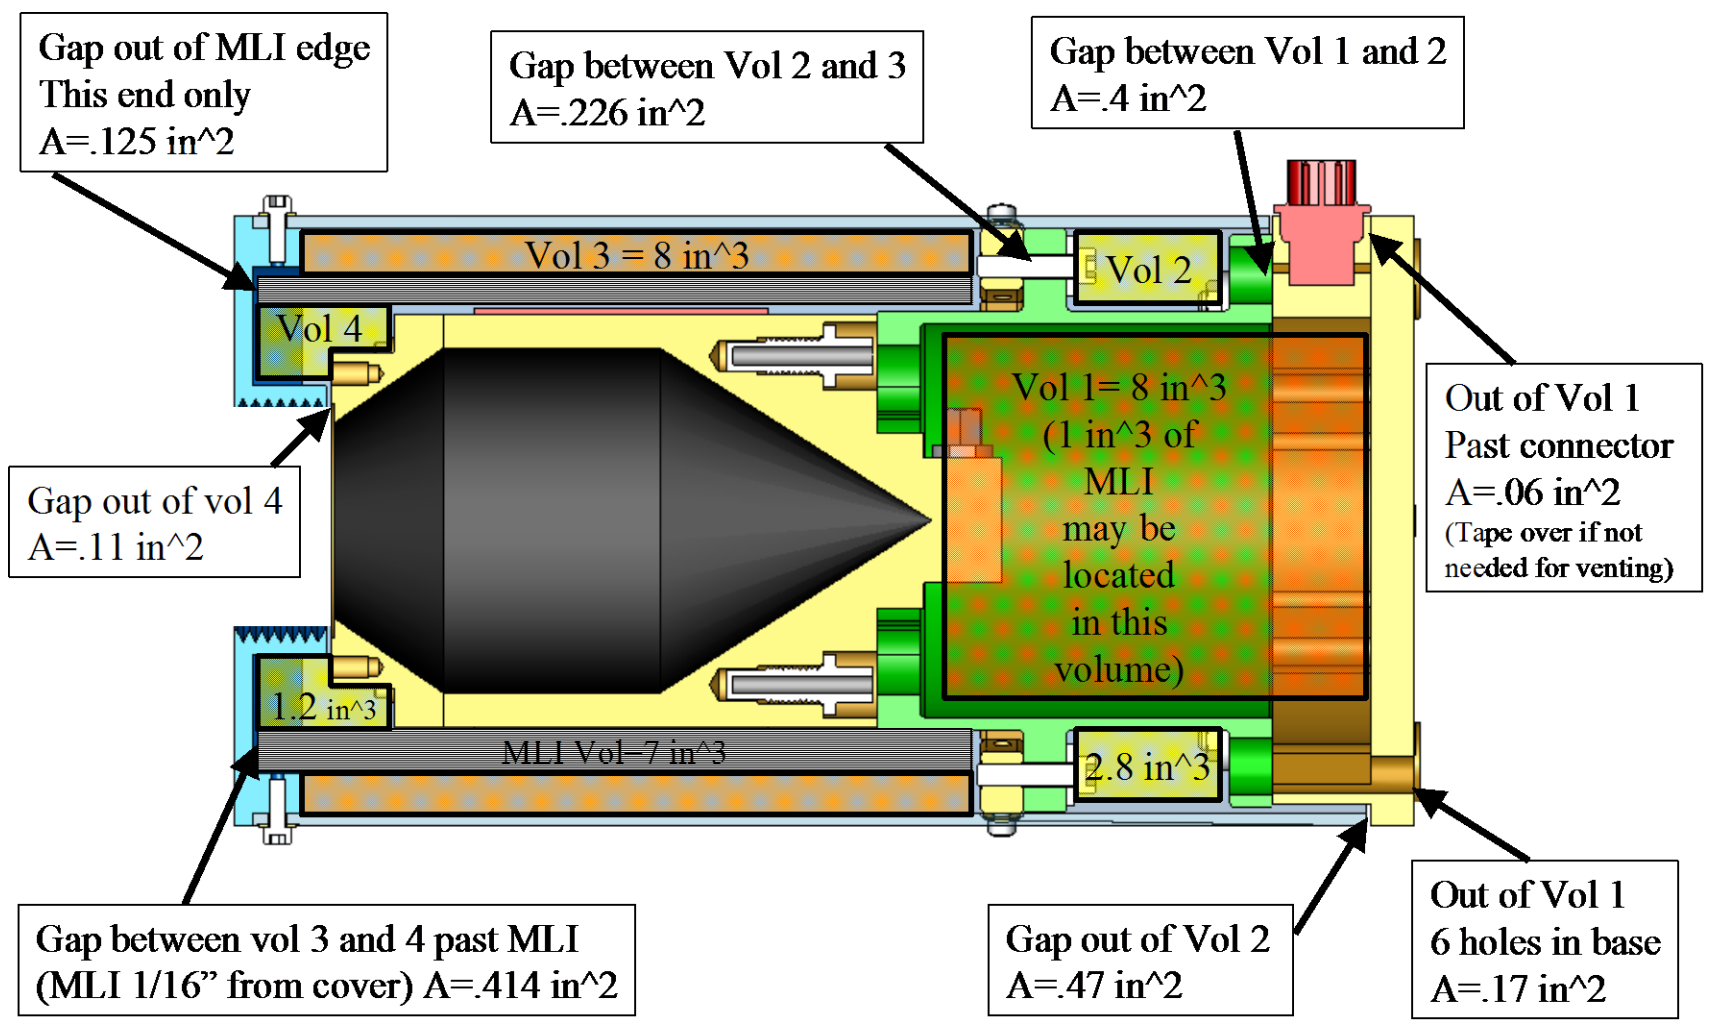 Gap out of MLI edge
This end only
A=.125 in^2
Gap between Vol 2 and 3
A=.226 in^2
Gap between Vol 1 and 2
A=.4 in^2
Vol 3 = 8 in^3
Vol 2
Vol 4
Vol 1= 8 in^3
(1 in^3 of
MLI
may be
located
in this
volume)
Out of Vol 1
Past connector
A=.06 in^2
(Tape over if not
needed for venting)
Gap out of vol 4
A=.11 in^2
1.2 in^3
MLI Vol=7 in^3
2.8 in^3
Gap between vol 3 and 4 past MLI
(MLI 1/16” from cover) A=.414 in^2
Gap out of Vol 2
A=.47 in^2
Out of Vol 1
6 holes in base
A=.17 in^2